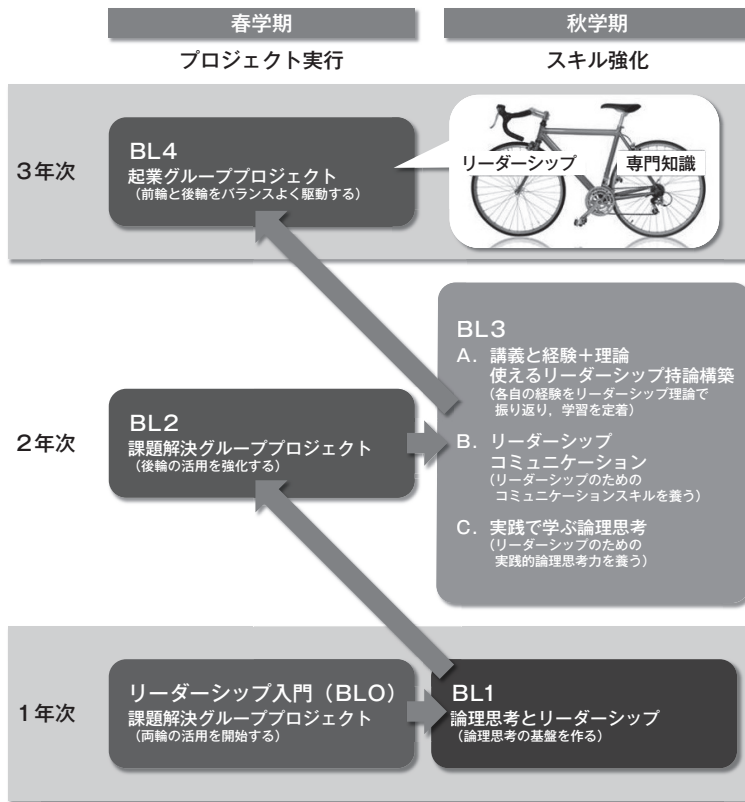 春学期
秋学期
プロジェクト実行
スキル強化
3年次
BL4
起業グループプロジェクト
(前輪と後輪をバランスよく駆動する)
リーダーシップ
専門知識
2年次
BL2
課題解決グループプロジェクト
(後輪の活用を強化する)
BL3
A. 講義と経験+理論
使えるリーダーシップ持論構築
(各自の経験をリーダーシップ理論で
振り返り,学習を定着)
B. リーダーシップ
コミュニケーション
(リーダーシップのための
コミュニケーションスキルを養う)
C. 実践で学ぶ論理思考
(リーダーシップのための
実践的論理思考力を養う)
1年次
リーダーシップ入門(BL0)
課題解決グループプロジェクト
(両輪の活用を開始する)
BL1
論理思考とリーダーシップ
(論理思考の基盤を作る)